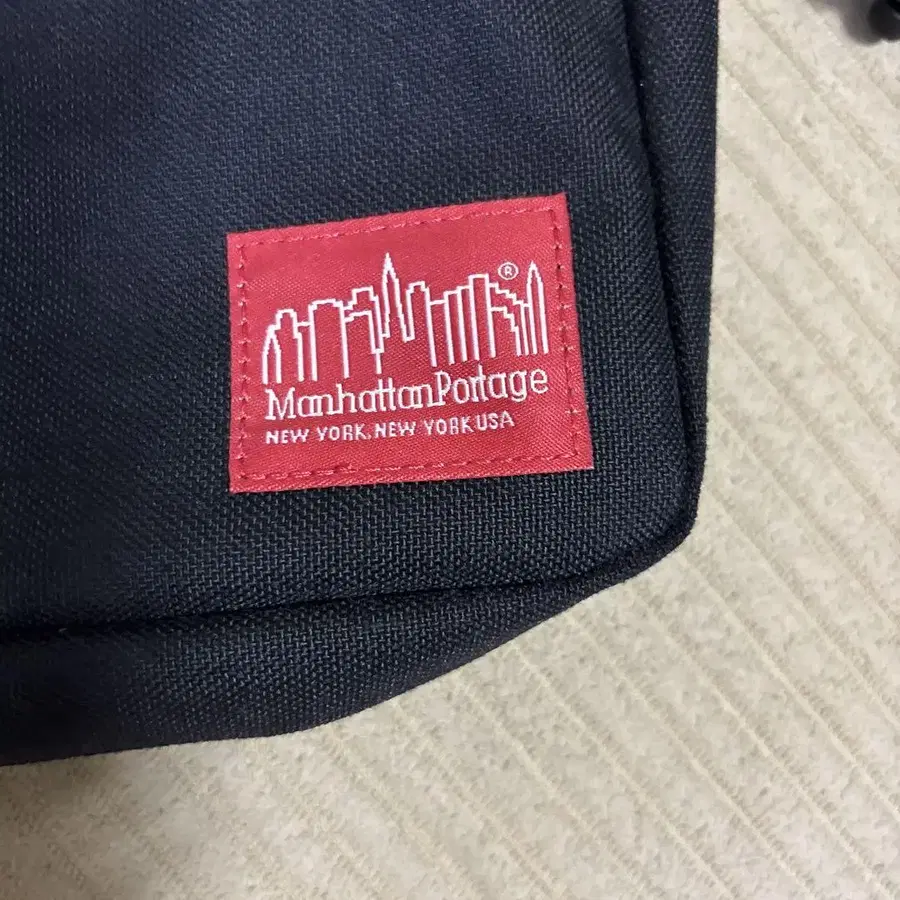 ®
ManhattanPortage
NEW YORK, NEW YORK USA